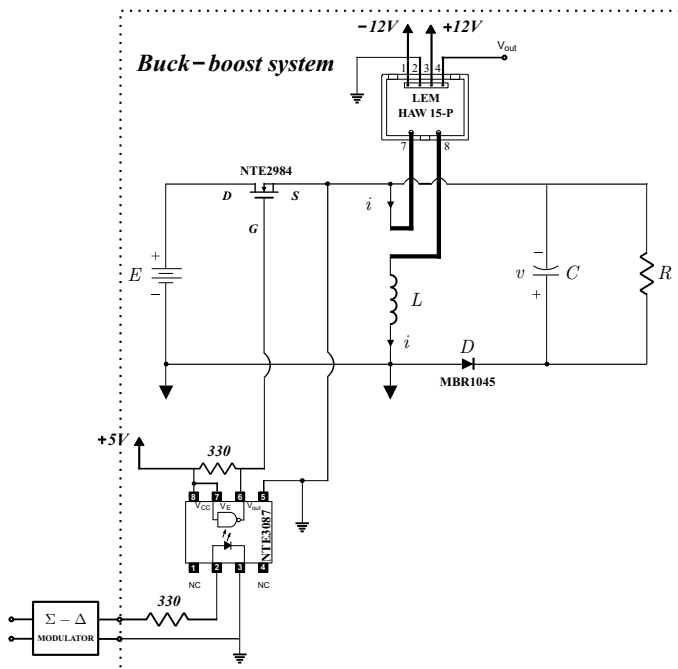 −12V +12V
Buck−boost system
Vout
1 2 3 4
LEM
HAW 15-P
7 8
NTE2984
D S
G
i
+
E
−
L
i
−
v C
+
R
D
MBR1045
+5V
330
8 7 6 5
VCC VE Vout
NTE3087
1 2 3 4
NC NC
330
Σ − Δ
MODULATOR